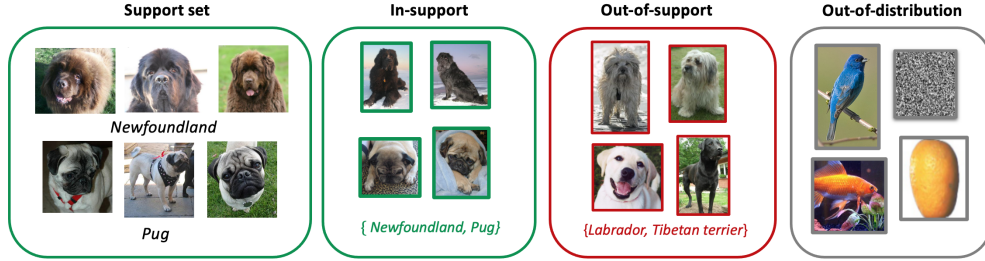 Support set
In-support
Out-of-support
Out-of-distribution
Newfoundland
Pug
{ Newfoundland, Pug}
{Labrador, Tibetan terrier}